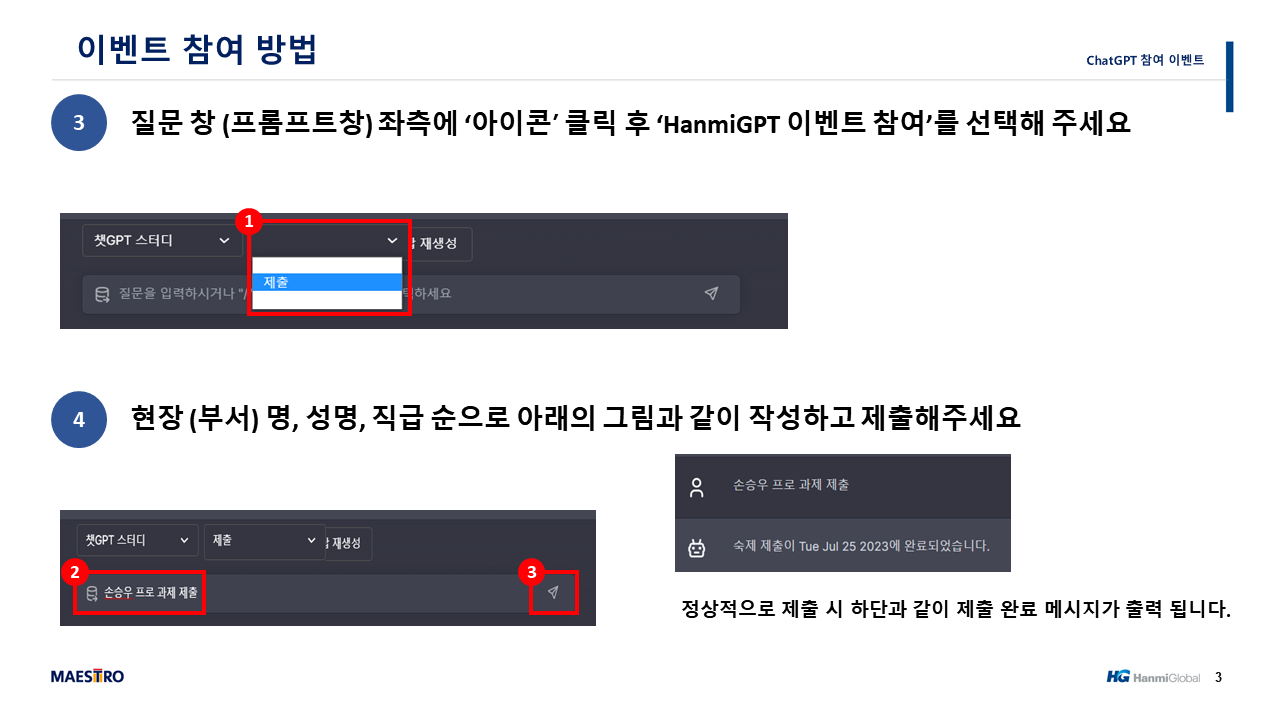 이벤트 참여 방법
ChatGPT 참여 이벤트
3
질문 창 (프롬프트창) 좌측에 ‘아이콘’ 클릭 후 ‘HanmiGPT 이벤트 참여’를 선택해 주세요
1
챗GPT 스터디
재생성
제출
질문을 입력하시거나 "/
하세요
4
현장 (부서) 명, 성명, 직급 순으로 아래의 그림과 같이 작성하고 제출해주세요
손승우 프로 과제 제출
숙제 제출이 Tue Jul 25 2023에 완료되었습니다.
챗GPT 스터디
제출
재생성
2
3
손승우 프로 과제 제출
정상적으로 제출 시 하단과 같이 제출 완료 메시지가 출력 됩니다.
MAESTRO
HG HanmiGlobal
3